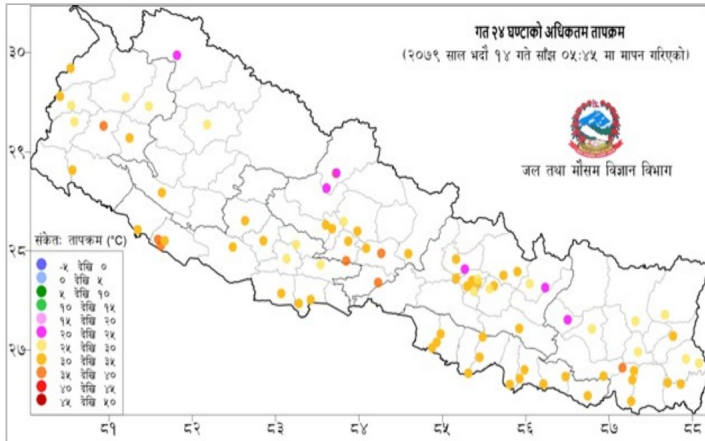 गत २४ घण्टाको अधिकतम तापक्रम
(२०७९ साल भदौ १४ गते साँझ ०५:४५ मा मापन गरिएको)
जल तथा मौसम विज्ञान विभाग
३०
२९
२८
२७
संकेतः तापक्रम (°C)
-५ देखि ०
० देखि ५
५ देखि १०
१० देखि १५
१५ देखि २०
२० देखि २५
२५ देखि ३०
३० देखि ३५
३५ देखि ४०
४० देखि ४५
४५ देखि ५०
८१ ८२ ८३ ८४ ८५ ८६ ८७ ८८